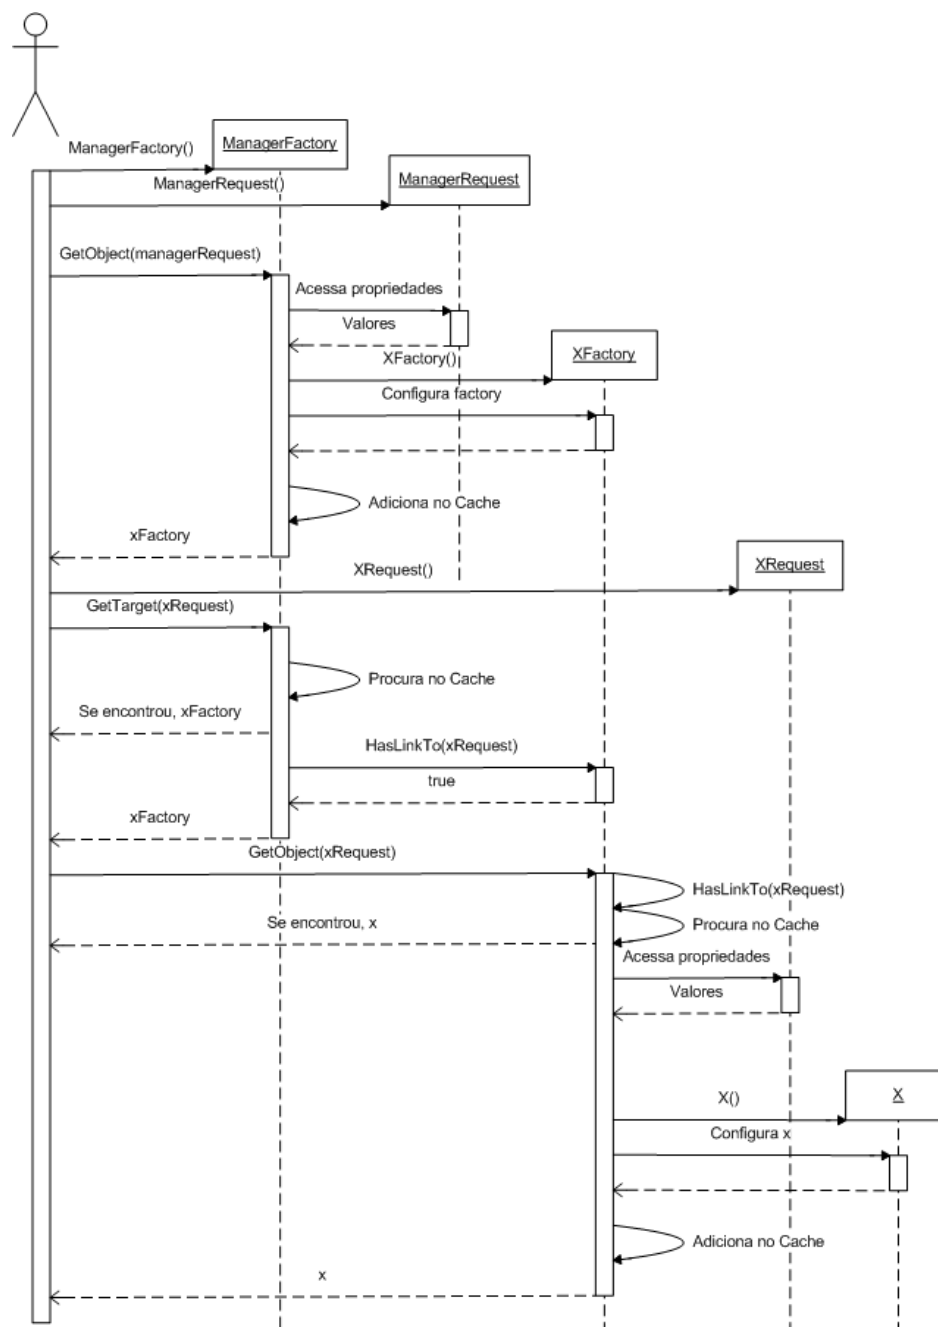 ManagerFactory()
ManagerFactory
ManagerRequest()
ManagerRequest
GetObject(managerRequest)
Acessa propriedades
Valores
XFactory()
XFactory
Configura factory
Adiciona no Cache
xFactory
XRequest()
XRequest
GetTarget(xRequest)
Procura no Cache
Se encontrou, xFactory
HasLinkTo(xRequest)
true
xFactory
GetObject(xRequest)
HasLinkTo(xRequest)
Se encontrou, x
Procura no Cache
Acessa propriedades
Valores
X()
X
Configura x
Adiciona no Cache
x